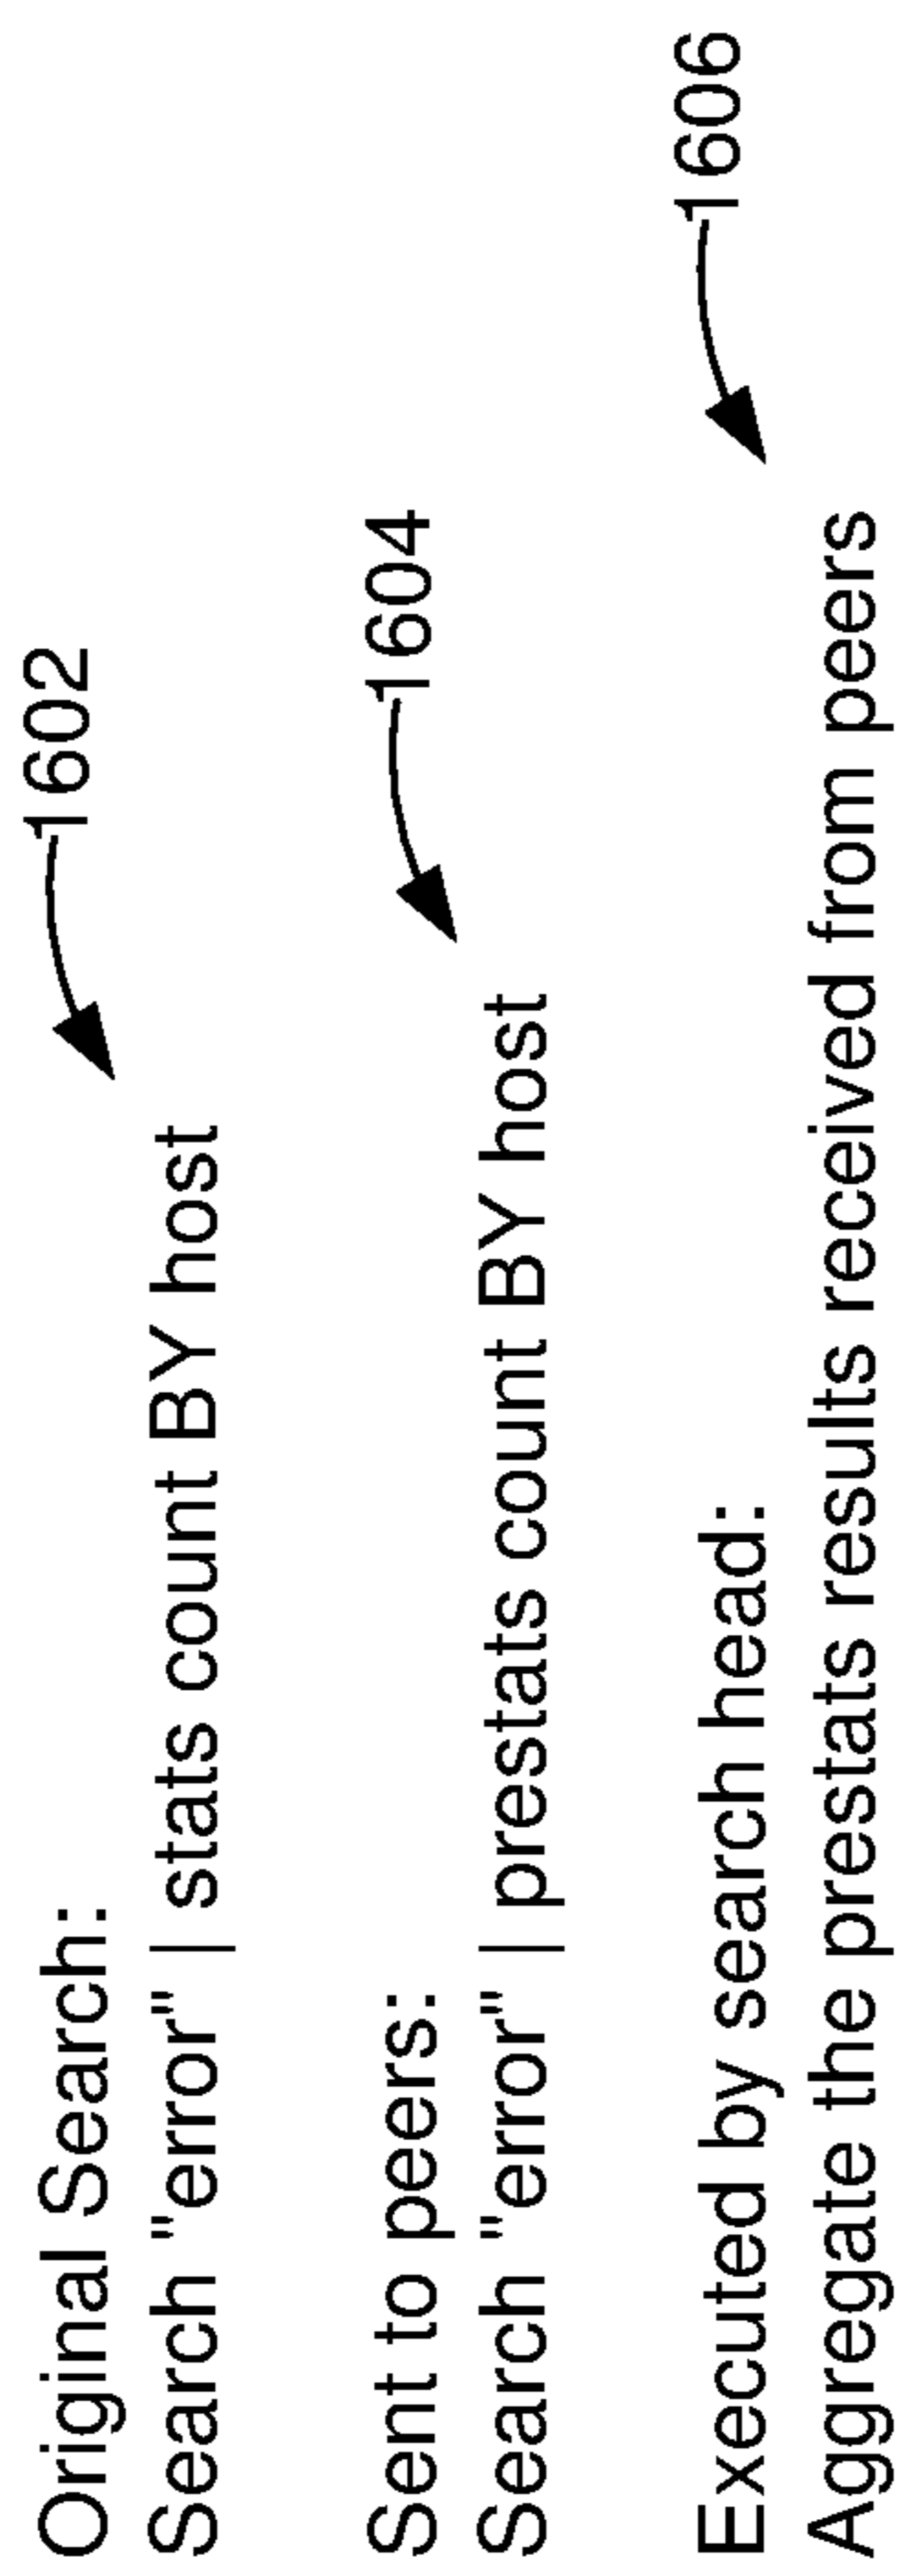 Original Search: 1602
Search "error" | stats count BY host
Sent to peers: 1604
Search "error" | prestats count BY host
Executed by search head: 1606
Aggregate the prestats results received from peers